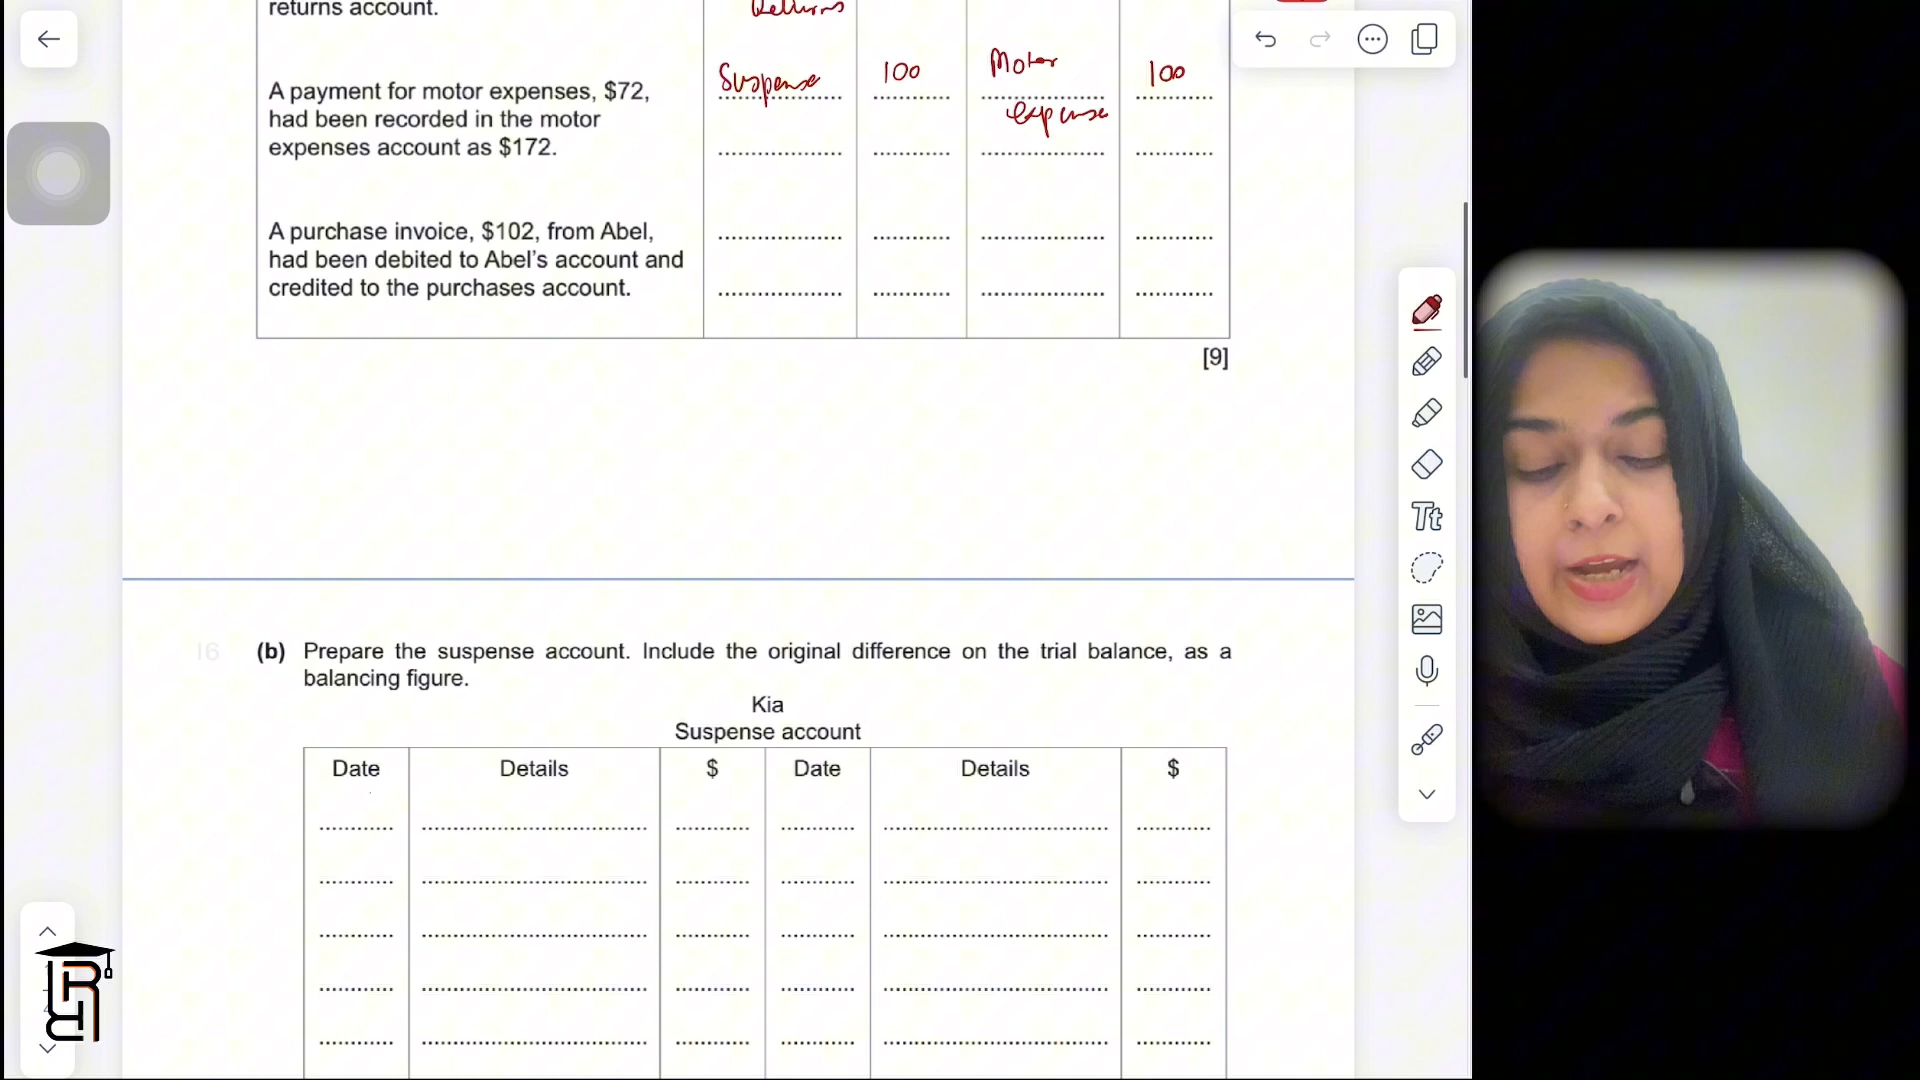 returns account.
Returns
A payment for motor expenses, $72,
had been recorded in the motor
expenses account as $172.
Suspense
100
Motor
expense
100
A purchase invoice, $102, from Abel,
had been debited to Abel's account and
credited to the purchases account.
[9]
16
(b) Prepare the suspense account. Include the original difference on the trial balance, as a
balancing figure.
Kia
Suspense account
Date Details $ Date Details $
Tt